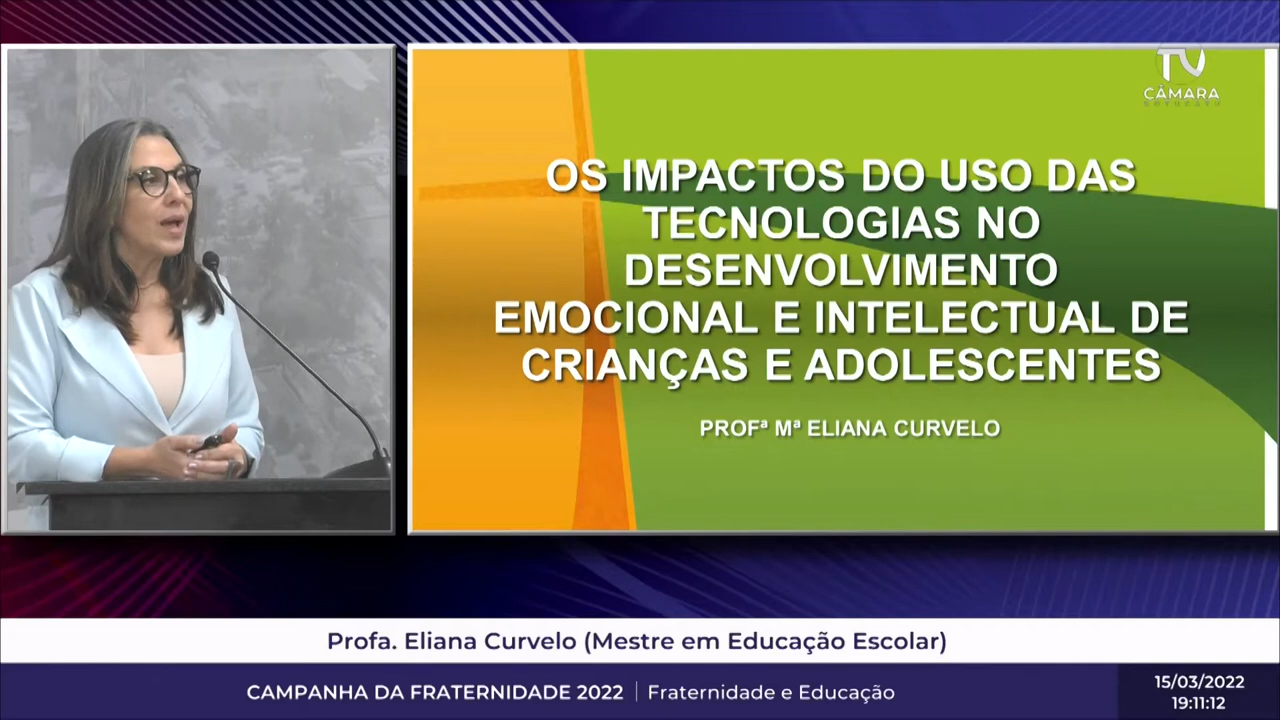 TV
CÂMARA
BOTUCATU
OS IMPACTOS DO USO DAS
TECNOLOGIAS NO
DESENVOLVIMENTO
EMOCIONAL E INTELECTUAL DE
CRIANÇAS E ADOLESCENTES
PROFª Mª ELIANA CURVELO
Profa. Eliana Curvelo (Mestre em Educação Escolar)
CAMPANHA DA FRATERNIDADE 2022 | Fraternidade e Educação
15/03/2022
19:11:12